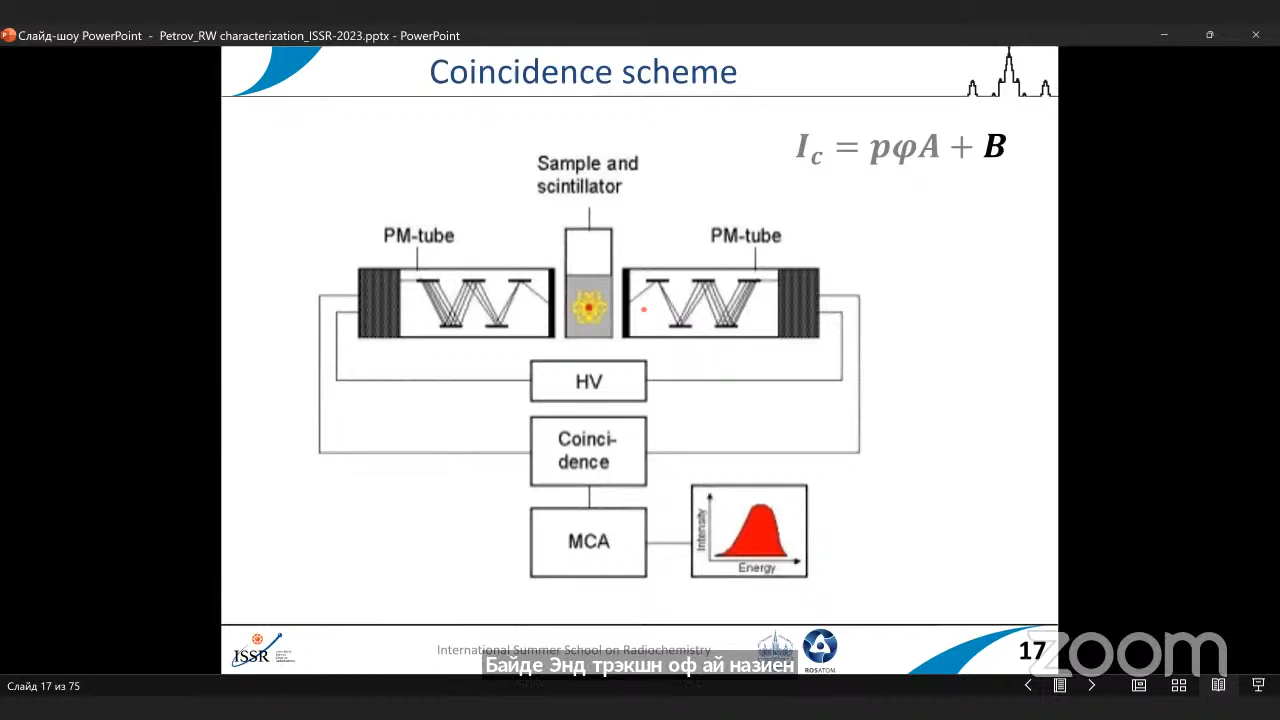 Слайд-шоу PowerPoint - Petrov_RW characterization_ISSR-2023.pptx - PowerPoint
Coincidence scheme
I_c = pφA + B
Sample and
scintillator
PM-tube
PM-tube
HV
Coinci-
dence
MCA
Intensity
Energy
ISSR
International Summer School on Radiochemistry
ROSATOM
17
Байде Энд трэкшн оф ай назиен
zoom
Слайд 17 из 75